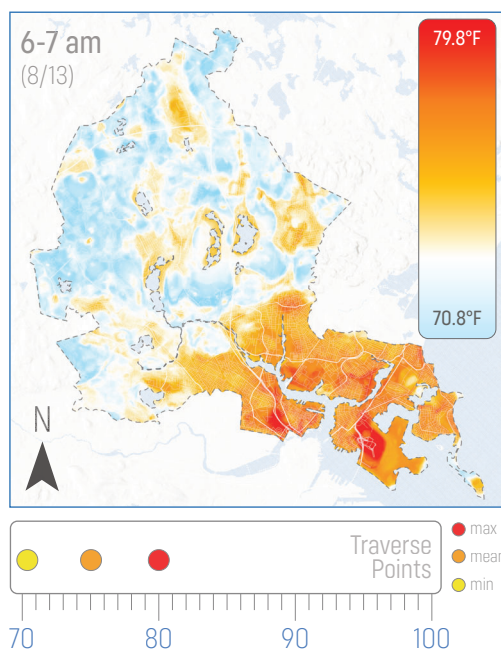 6-7 am
(8/13)
79.8°F
70.8°F
N
Traverse
Points
max
mean
min
70 80 90 100